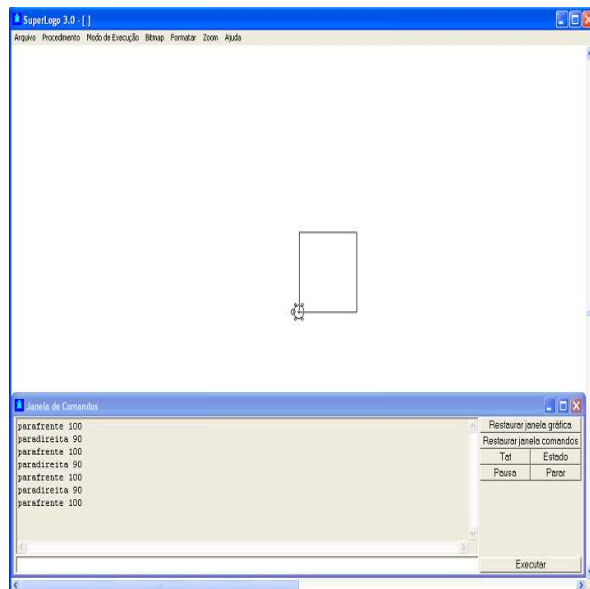 SuperLogo 3.0 - [ ]
Arquivo Procedimento Modo de Execução Bitmap Formatar Zoom Ajuda
Janela de Comandos
parafrente 100
paradireita 90
parafrente 100
paradireita 90
parafrente 100
paradireita 90
parafrente 100
Restaurar janela gráfica
Restaurar janela comandos
Tat Estado
Pausa Parar
Executar